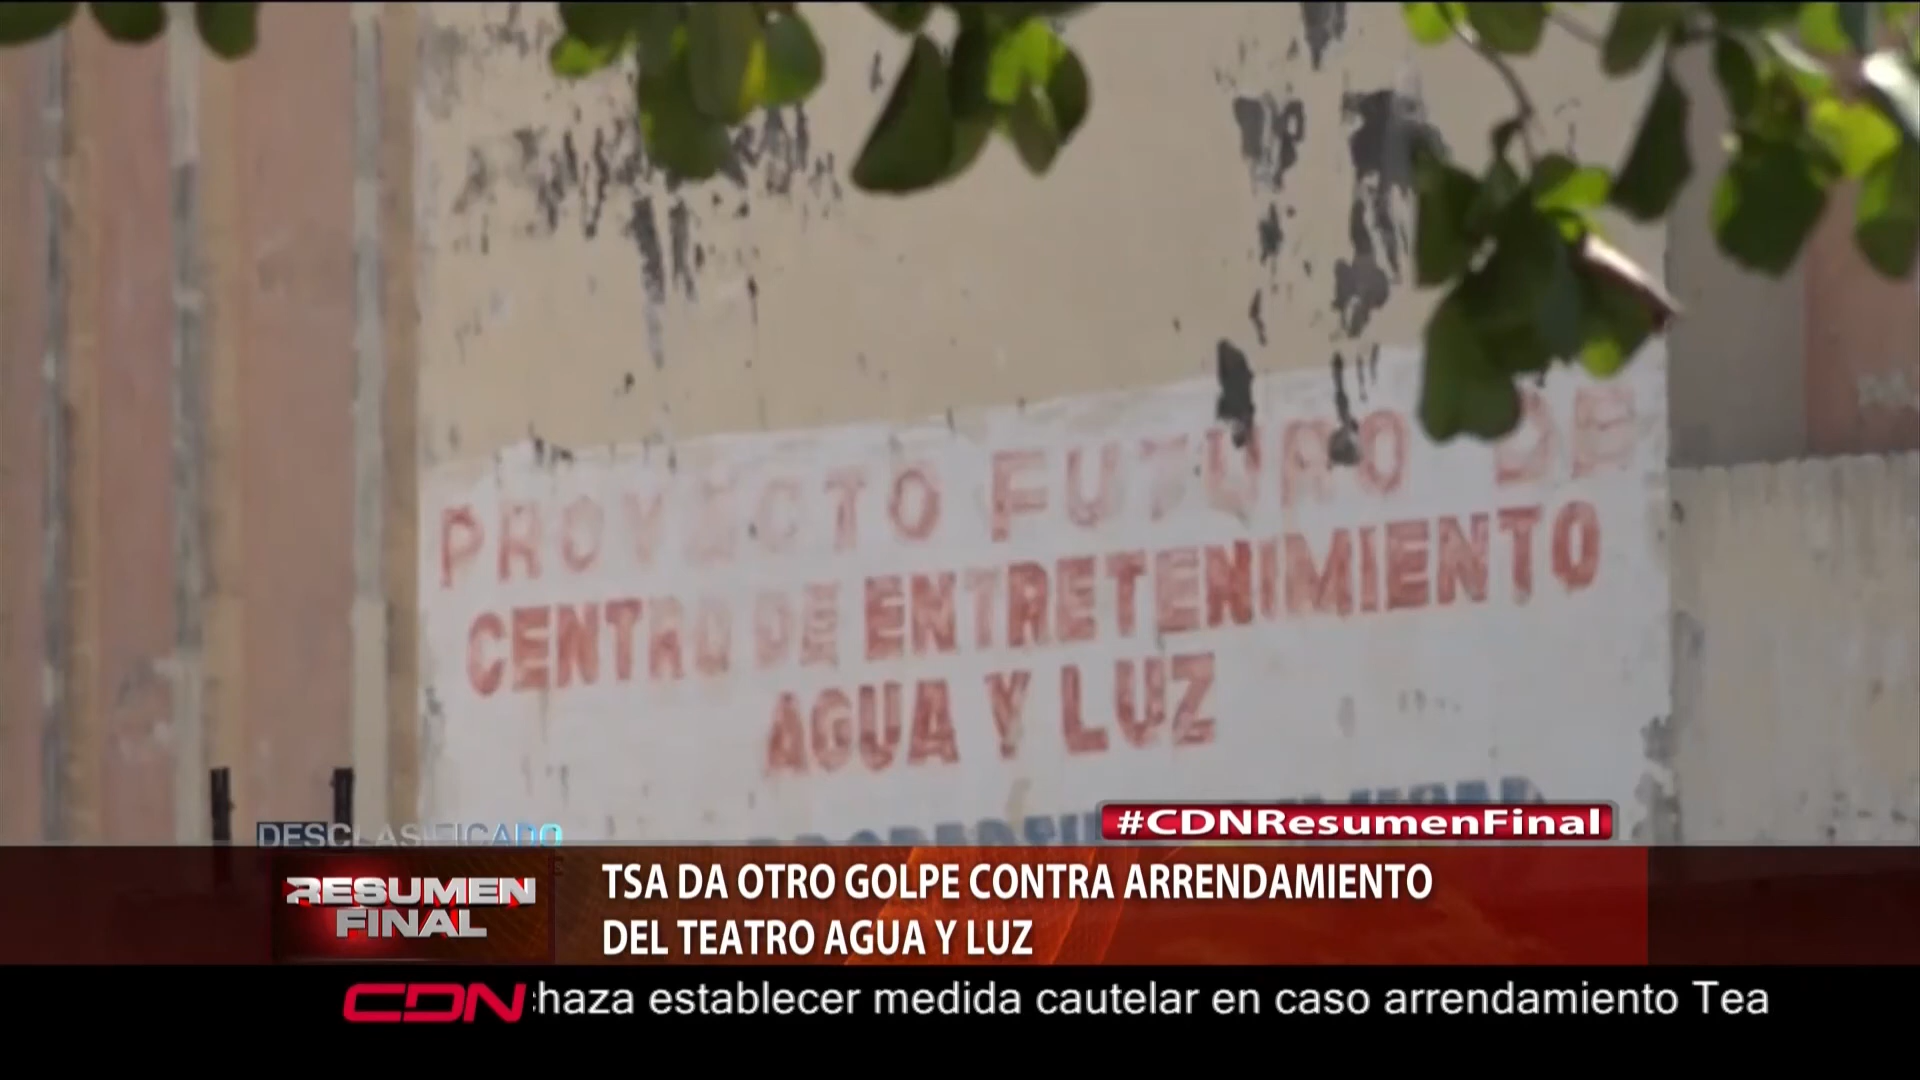 PROYECTO FUTURO DE
CENTRO DE ENTRETENIMIENTO
AGUA Y LUZ
#CDNResumenFinal
DESCLASIFICADO
RESUMEN
FINAL
TSA DA OTRO GOLPE CONTRA ARRENDAMIENTO
DEL TEATRO AGUA Y LUZ
CDN
chaza establecer medida cautelar en caso arrendamiento Tea